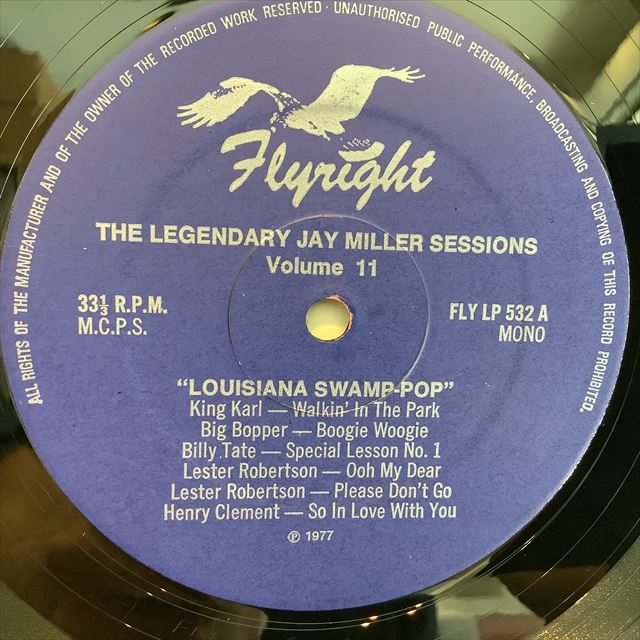 ALL RIGHTS OF THE MANUFACTURER AND OF THE OWNER OF THE RECORDED WORK RESERVED · UNAUTHORISED PUBLIC PERFORMANCE, BROADCASTING AND COPYING OF THIS RECORD PROHIBITED.
Flyright
THE LEGENDARY JAY MILLER SESSIONS
Volume 11
33⅓ R.P.M.
M.C.P.S.
FLY LP 532 A
MONO
"LOUISIANA SWAMP-POP"
King Karl — Walkin' In The Park
Big Bopper — Boogie Woogie
Billy Tate — Special Lesson No. 1
Lester Robertson — Ooh My Dear
Lester Robertson — Please Don't Go
Henry Clement — So In Love With You
℗ 1977